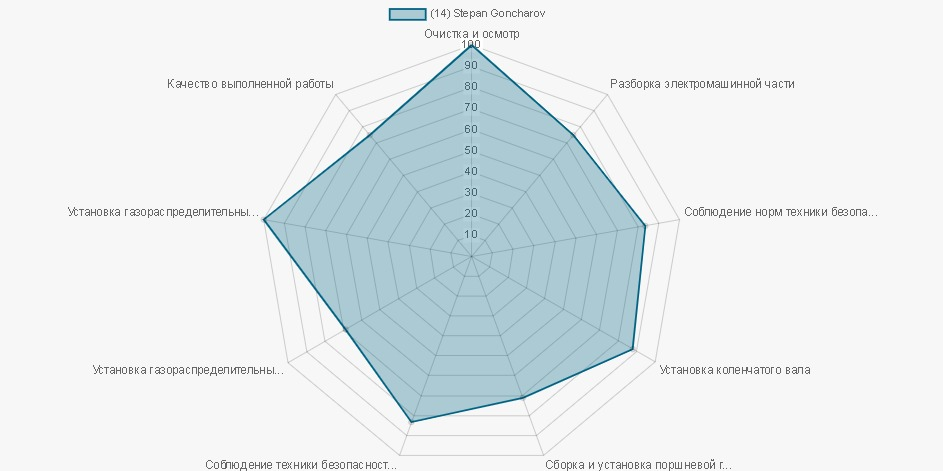 (14) Stepan Goncharov
Очистка и осмотр
100
90
80
70
60
50
40
30
20
10
Качество выполненной работы
Разборка электромашинной части
Установка газораспределительны...
Соблюдение норм техники безопа...
Установка газораспределительны...
Установка коленчатого вала
Соблюдение техники безопасност...
Сборка и установка поршневой г...